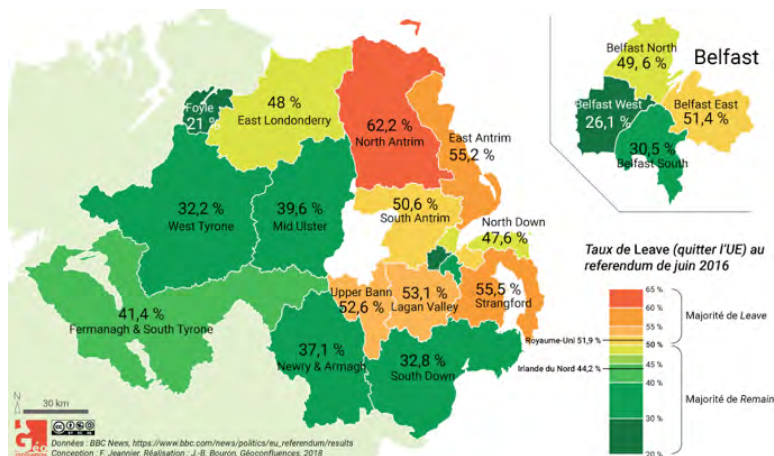 Foyle
21 %
48 %
East Londonderry
62,2 %
North Antrim
East Antrim
55,2 %
32,2 %
West Tyrone
39,6 %
Mid Ulster
50,6 %
South Antrim
North Down
47,6 %
41,4 %
Fermanagh & South Tyrone
Upper Bann
52,6 %
53,1 %
Lagan Valley
55,5 %
Strangford
37,1 %
Newry & Armagh
32,8 %
South Down
Belfast
Belfast North
49, 6 %
Belfast West
26,1 %
Belfast East
51,4 %
30,5 %
Belfast South
Taux de Leave (quitter l'UE) au
referendum de juin 2016
65 %
60 %
55 %
Royaume-Uni 51,9 %
50 %
45 %
Irlande du Nord 44,2 %
40 %
30 %
20 %
Majorité de Leave
Majorité de Remain
N
30 km
Géo
confluences
Données : BBC News, https://www.bbc.com/news/politics/eu_referendum/results
Conception : F. Jeannier. Réalisation : J.-B. Bouron, Géoconfluences, 2018